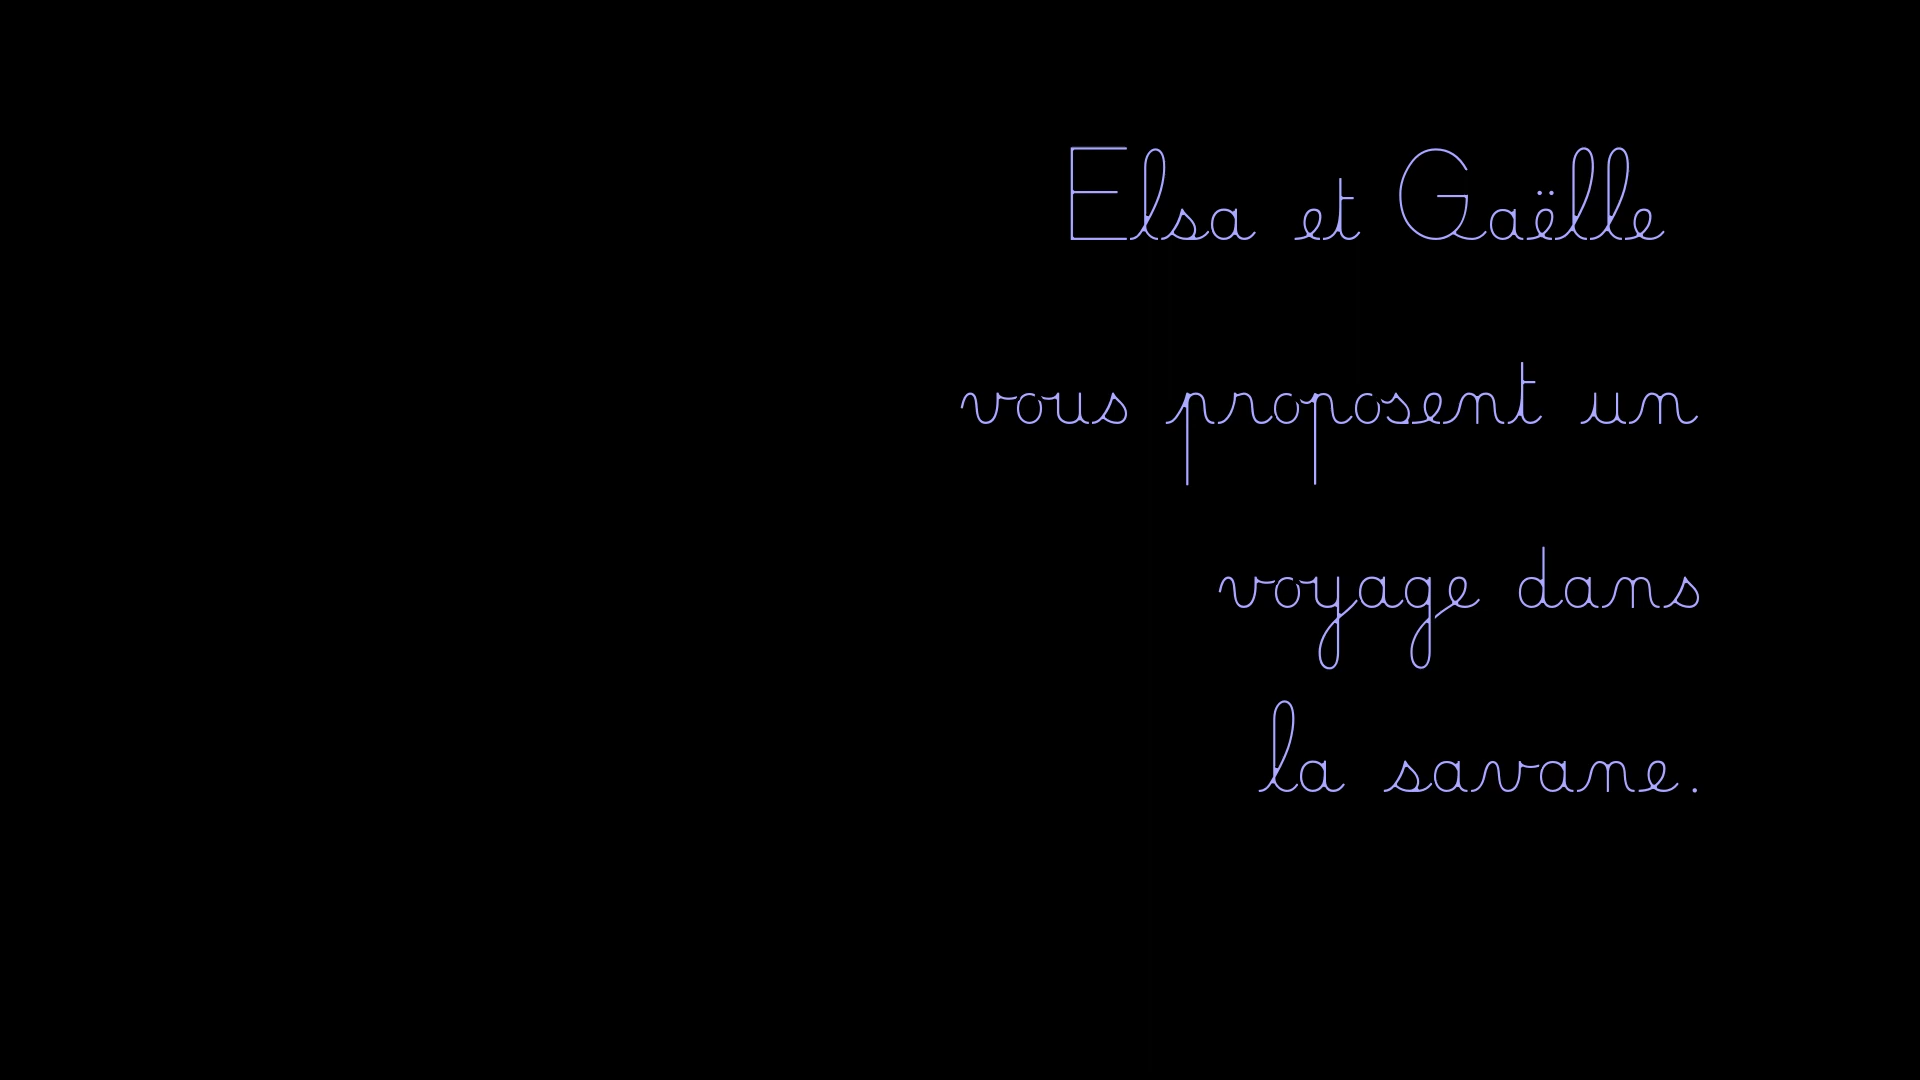 Elsa et Gaëlle
vous proposent un
voyage dans
la savane.